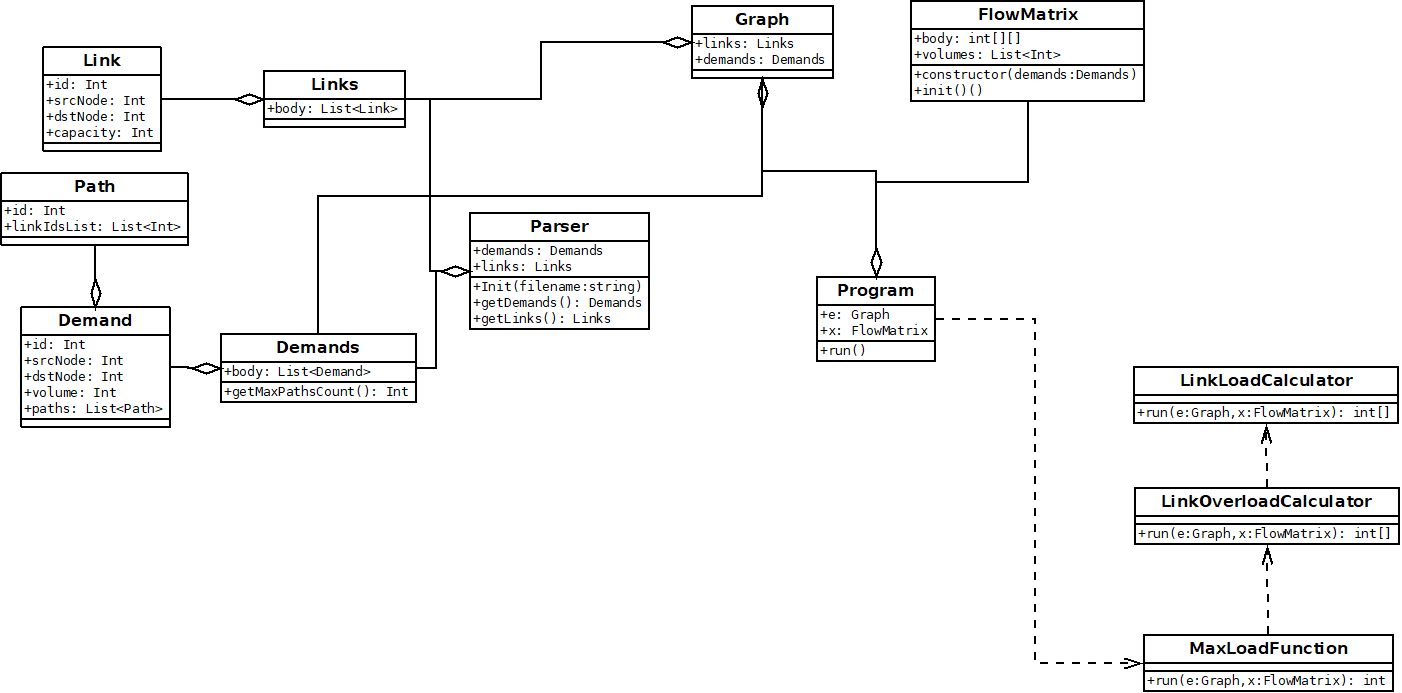 Link
+id: Int
+srcNode: Int
+dstNode: Int
+capacity: Int
Links
+body: List<Link>
Graph
+links: Links
+demands: Demands
FlowMatrix
+body: int[][]
+volumes: List<Int>
+constructor(demands:Demands)
+init()()
Path
+id: Int
+linkIdsList: List<Int>
Parser
+demands: Demands
+links: Links
+Init(filename:string)
+getDemands(): Demands
+getLinks(): Links
Program
+e: Graph
+x: FlowMatrix
+run()
Demand
+id: Int
+srcNode: Int
+dstNode: Int
+volume: Int
+paths: List<Path>
Demands
+body: List<Demand>
+getMaxPathsCount(): Int
LinkLoadCalculator
+run(e:Graph,x:FlowMatrix): int[]
LinkOverloadCalculator
+run(e:Graph,x:FlowMatrix): int[]
MaxLoadFunction
+run(e:Graph,x:FlowMatrix): int